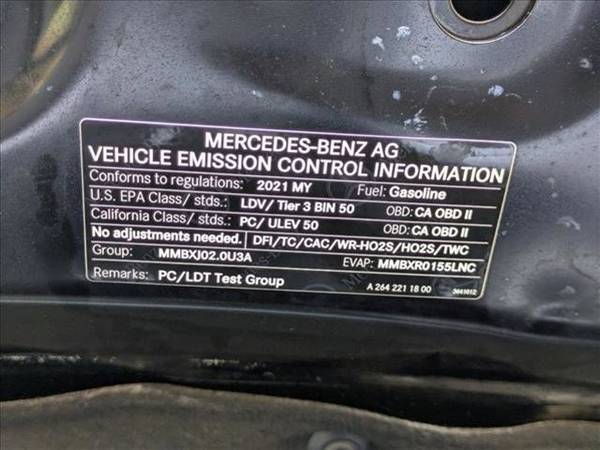 MERCEDES-BENZ AG
VEHICLE EMISSION CONTROL INFORMATION
Conforms to regulations: 2021 MY Fuel: Gasoline
U.S. EPA Class/ stds.: LDV/ Tier 3 BIN 50 OBD: CA OBD II
California Class/ stds.: PC/ ULEV 50 OBD: CA OBD II
No adjustments needed. DFI/TC/CAC/WR-HO2S/HO2S/TWC
Group: MMBXJ02.0U3A EVAP: MMBXR0155LNC
Remarks: PC/LDT Test Group A 264 221 18 00